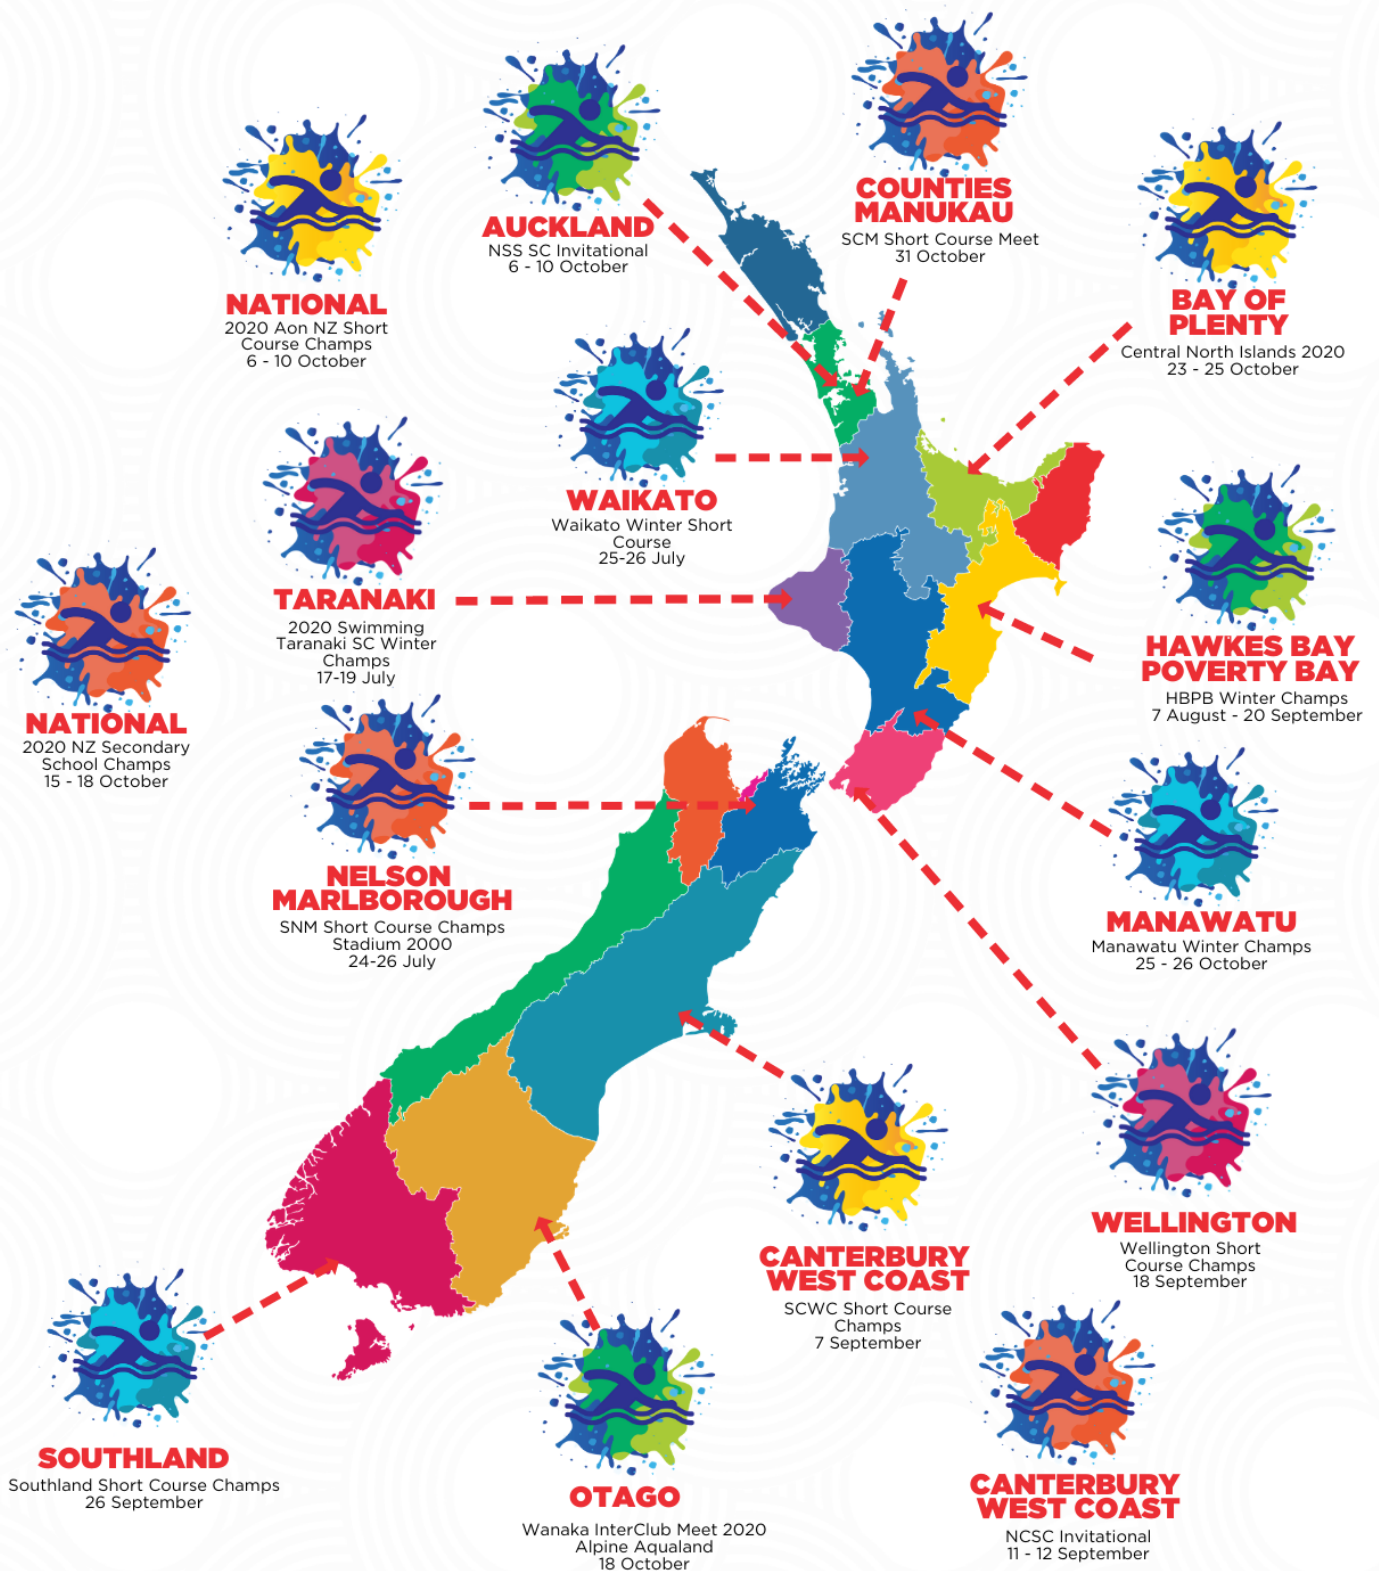 COUNTIES
MANUKAU
SCM Short Course Meet
31 October
AUCKLAND
NSS SC Invitational
6 - 10 October
NATIONAL
2020 Aon NZ Short
Course Champs
6 - 10 October
BAY OF
PLENTY
Central North Islands 2020
23 - 25 October
WAIKATO
Waikato Winter Short
Course
25-26 July
TARANAKI
2020 Swimming
Taranaki SC Winter
Champs
17-19 July
HAWKES BAY
POVERTY BAY
HBPB Winter Champs
7 August - 20 September
NATIONAL
2020 NZ Secondary
School Champs
15 - 18 October
NELSON
MARLBOROUGH
SNM Short Course Champs
Stadium 2000
24-26 July
MANAWATU
Manawatu Winter Champs
25 - 26 October
WELLINGTON
Wellington Short
Course Champs
18 September
CANTERBURY
WEST COAST
SCWC Short Course
Champs
7 September
SOUTHLAND
Southland Short Course Champs
26 September
OTAGO
Wanaka InterClub Meet 2020
Alpine Aqualand
18 October
CANTERBURY
WEST COAST
NCSC Invitational
11 - 12 September